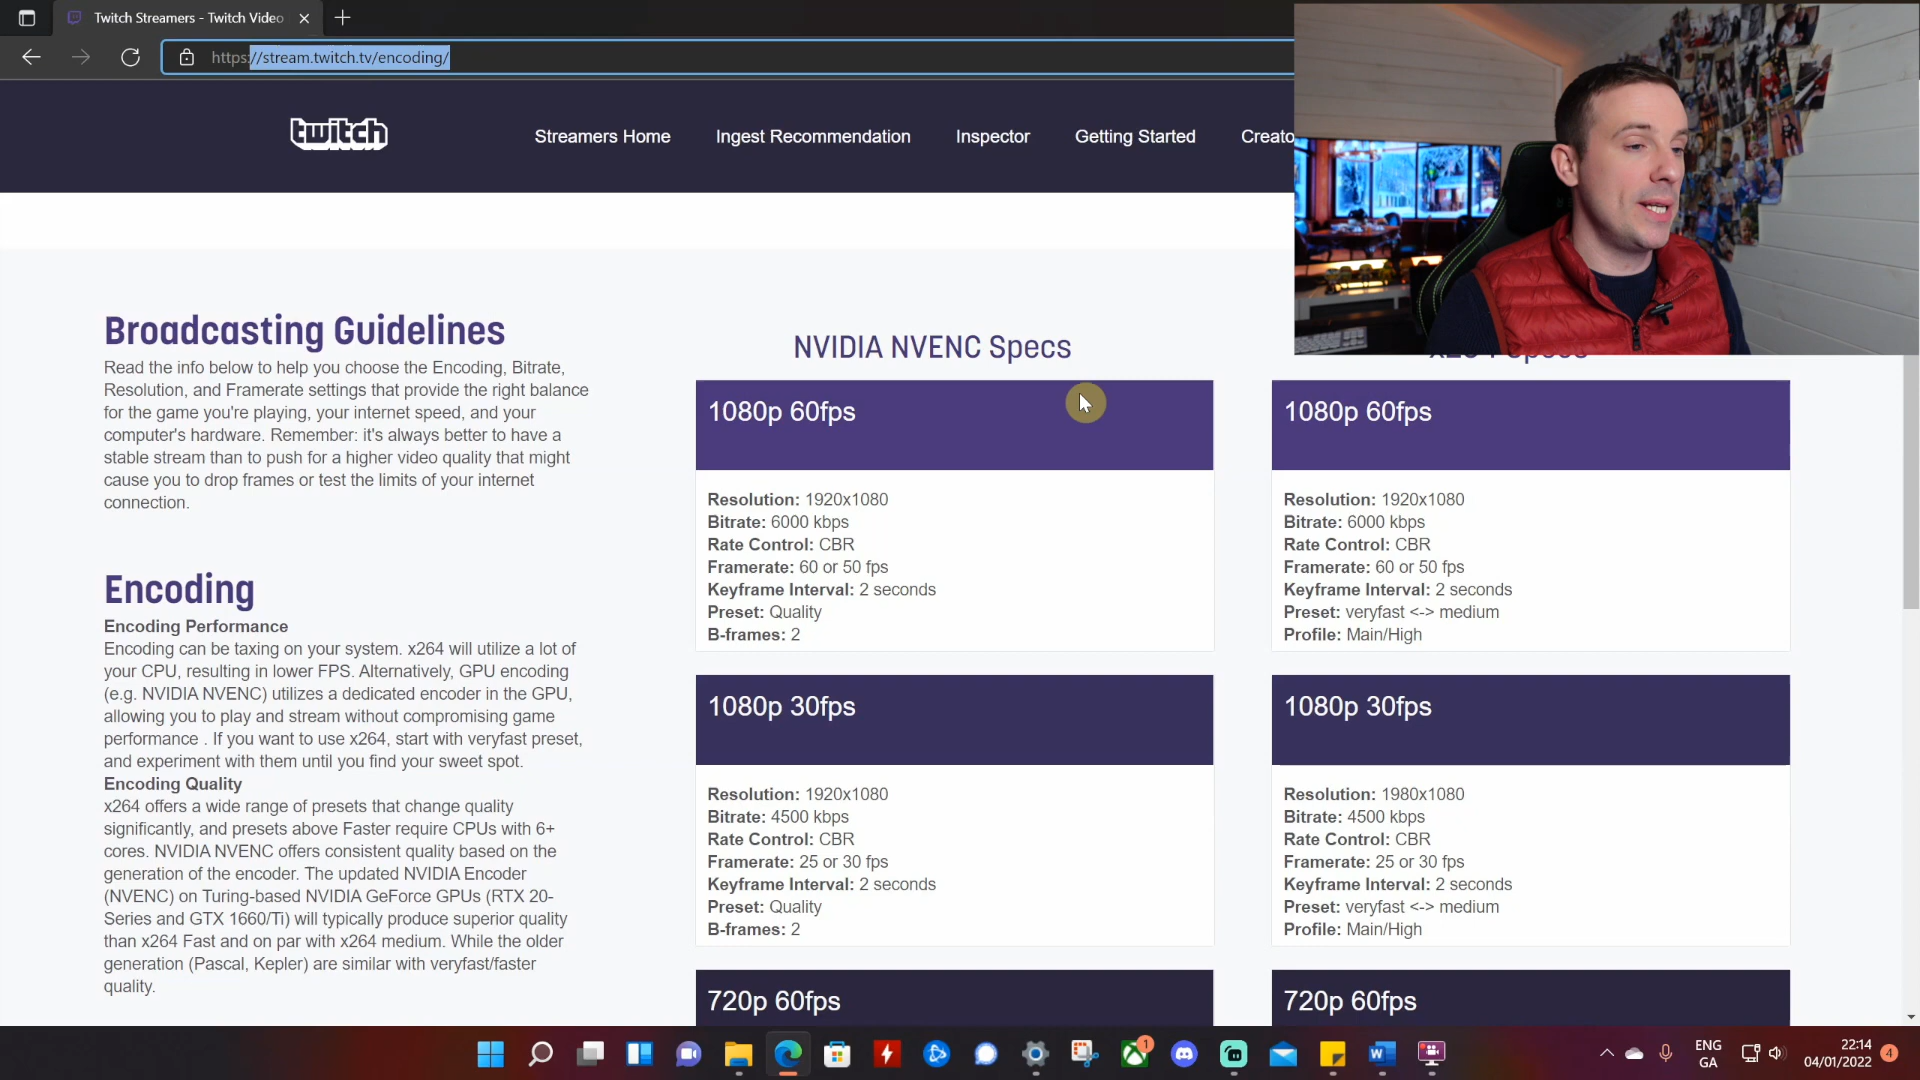 Twitch Streamers - Twitch Video
https://stream.twitch.tv/encoding/
twitch
Streamers Home
Ingest Recommendation
Inspector
Getting Started
Creato
Broadcasting Guidelines
Read the info below to help you choose the Encoding, Bitrate,
Resolution, and Framerate settings that provide the right balance
for the game you're playing, your internet speed, and your
computer's hardware. Remember: it's always better to have a
stable stream than to push for a higher video quality that might
cause you to drop frames or test the limits of your internet
connection.
Encoding
Encoding Performance
Encoding can be taxing on your system. x264 will utilize a lot of
your CPU, resulting in lower FPS. Alternatively, GPU encoding
(e.g. NVIDIA NVENC) utilizes a dedicated encoder in the GPU,
allowing you to play and stream without compromising game
performance . If you want to use x264, start with veryfast preset,
and experiment with them until you find your sweet spot.
Encoding Quality
x264 offers a wide range of presets that change quality
significantly, and presets above Faster require CPUs with 6+
cores. NVIDIA NVENC offers consistent quality based on the
generation of the encoder. The updated NVIDIA Encoder
(NVENC) on Turing-based NVIDIA GeForce GPUs (RTX 20-
Series and GTX 1660/Ti) will typically produce superior quality
than x264 Fast and on par with x264 medium. While the older
generation (Pascal, Kepler) are similar with veryfast/faster
quality.
NVIDIA NVENC Specs
1080p 60fps
Resolution: 1920x1080
Bitrate: 6000 kbps
Rate Control: CBR
Framerate: 60 or 50 fps
Keyframe Interval: 2 seconds
Preset: Quality
B-frames: 2
1080p 30fps
Resolution: 1920x1080
Bitrate: 4500 kbps
Rate Control: CBR
Framerate: 25 or 30 fps
Keyframe Interval: 2 seconds
Preset: Quality
B-frames: 2
720p 60fps
x264 Specs
1080p 60fps
Resolution: 1920x1080
Bitrate: 6000 kbps
Rate Control: CBR
Framerate: 60 or 50 fps
Keyframe Interval: 2 seconds
Preset: veryfast <-> medium
Profile: Main/High
1080p 30fps
Resolution: 1980x1080
Bitrate: 4500 kbps
Rate Control: CBR
Framerate: 25 or 30 fps
Keyframe Interval: 2 seconds
Preset: veryfast <-> medium
Profile: Main/High
720p 60fps
1
ENG
GA
22:14
04/01/2022
4